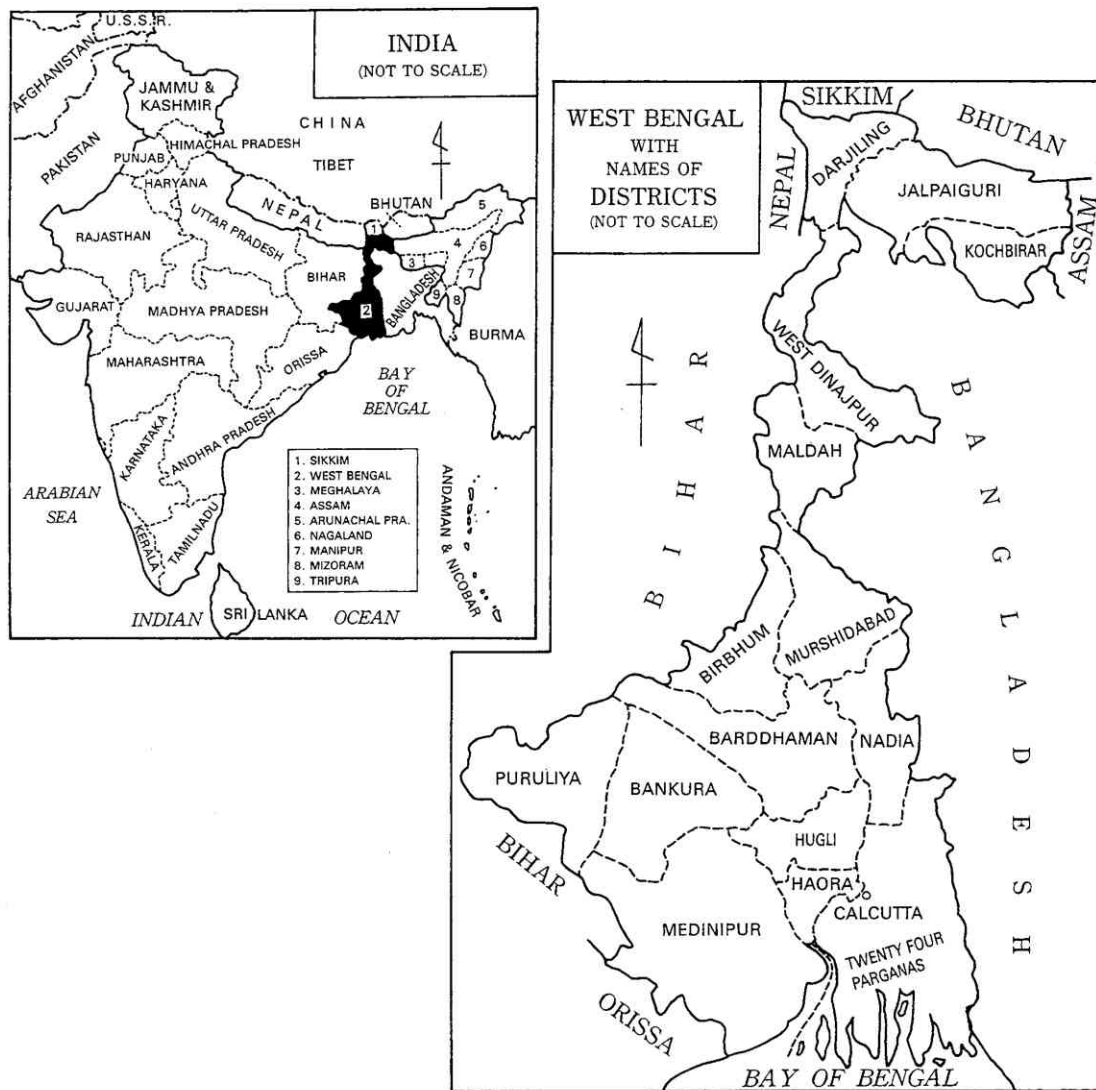 U.S.S.R.
AFGHANISTAN
INDIA
(NOT TO SCALE)
JAMMU &
KASHMIR
CHINA
PAKISTAN
HIMACHAL PRADESH
PUNJAB
TIBET
HARYANA
NEPAL
BHUTAN
UTTAR PRADESH
RAJASTHAN
BIHAR
1
5
4
6
3
7
9
8
2
BANGLADESH
GUJARAT
MADHYA PRADESH
BURMA
MAHARASHTRA
ORISSA
BAY
OF
BENGAL
KARNATAKA
ANDHRA PRADESH
ARABIAN
SEA
KERALA
TAMILNADU
1. SIKKIM
2. WEST BENGAL
3. MEGHALAYA
4. ASSAM
5. ARUNACHAL PRA.
6. NAGALAND
7. MANIPUR
8. MIZORAM
9. TRIPURA
ANDAMAN & NICOBAR
INDIAN
SRI LANKA
OCEAN
WEST BENGAL
WITH
NAMES OF
DISTRICTS
(NOT TO SCALE)
SIKKIM
BHUTAN
NEPAL
DARJILING
JALPAIGURI
KOCHBIRAR
ASSAM
BIHAR
WEST DINAJPUR
BANGLADESH
MALDAH
BIRBHUM
MURSHIDABAD
BARDDHAMAN
NADIA
PURULIYA
BANKURA
HUGLI
BIHAR
HAORA
CALCUTTA
MEDINIPUR
TWENTY FOUR
PARGANAS
ORISSA
BAY OF BENGAL